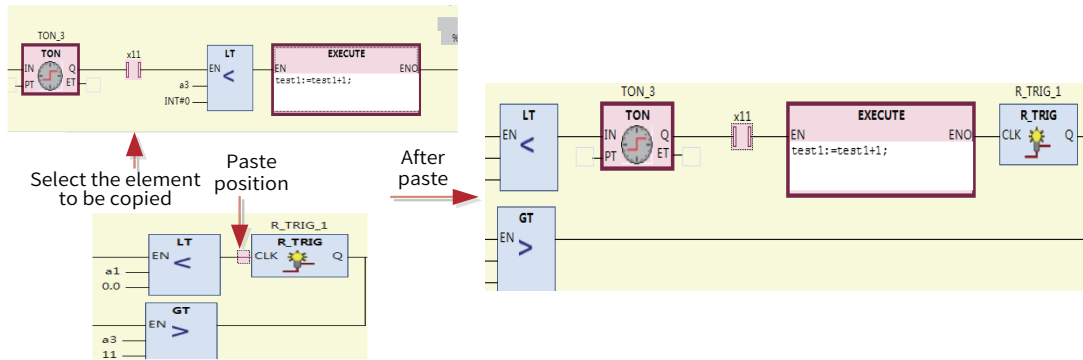 TON_3
TON
IN Q
PT ET
x11
LT
EN
<
a3
INT#0
EXECUTE
EN ENO
test1:=test1+1;
%
Select the element
to be copied
Paste
position
After
paste
R_TRIG_1
LT
EN
<
a1
0.0
R_TRIG
CLK Q
GT
EN
>
a3
11
LT
EN
<
TON_3
TON
IN Q
PT ET
x11
EXECUTE
EN ENO
test1:=test1+1;
R_TRIG_1
R_TRIG
CLK Q
GT
EN
>